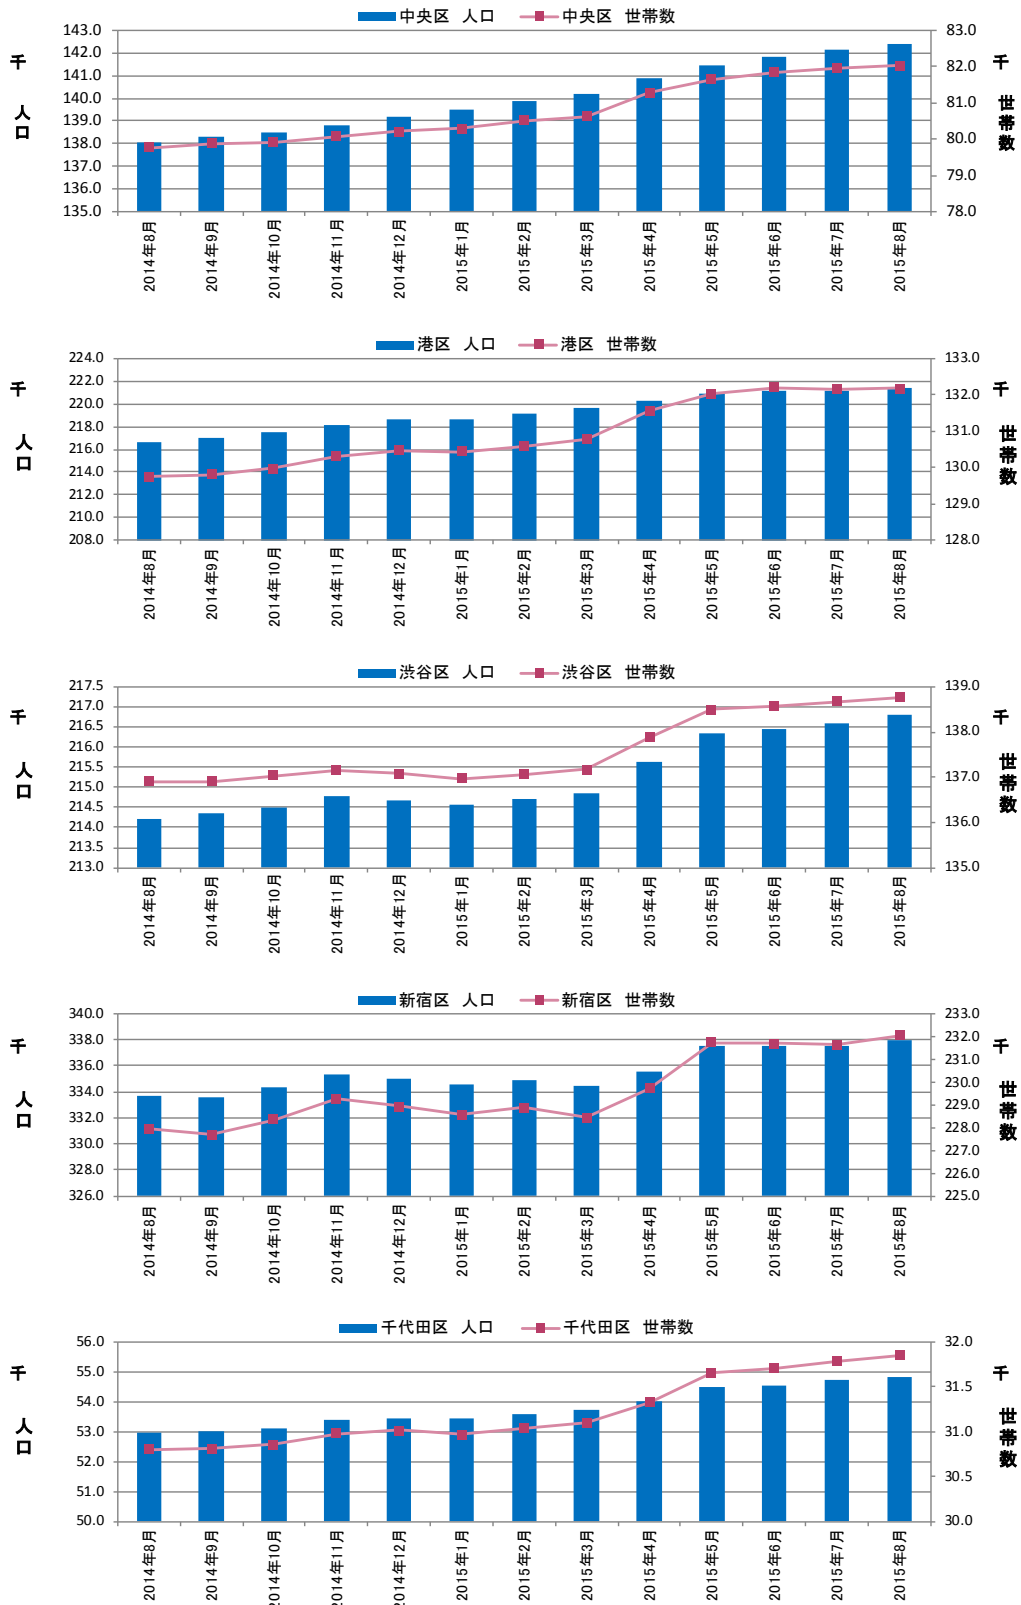 中央区 人口 中央区 世帯数
千
人口
143.0
142.0
141.0
140.0
139.0
138.0
137.0
136.0
135.0
83.0
82.0
81.0
80.0
79.0
78.0
千
世帯数
2014年8月
2014年9月
2014年10月
2014年11月
2014年12月
2015年1月
2015年2月
2015年3月
2015年4月
2015年5月
2015年6月
2015年7月
2015年8月
港区 人口 港区 世帯数
千
人口
224.0
222.0
220.0
218.0
216.0
214.0
212.0
210.0
208.0
133.0
132.0
131.0
130.0
129.0
128.0
千
世帯数
2014年8月
2014年9月
2014年10月
2014年11月
2014年12月
2015年1月
2015年2月
2015年3月
2015年4月
2015年5月
2015年6月
2015年7月
2015年8月
渋谷区 人口 渋谷区 世帯数
千
人口
217.5
217.0
216.5
216.0
215.5
215.0
214.5
214.0
213.5
213.0
139.0
138.0
137.0
136.0
135.0
千
世帯数
2014年8月
2014年9月
2014年10月
2014年11月
2014年12月
2015年1月
2015年2月
2015年3月
2015年4月
2015年5月
2015年6月
2015年7月
2015年8月
新宿区 人口 新宿区 世帯数
千
人口
340.0
338.0
336.0
334.0
332.0
330.0
328.0
326.0
233.0
232.0
231.0
230.0
229.0
228.0
227.0
226.0
225.0
千
世帯数
2014年8月
2014年9月
2014年10月
2014年11月
2014年12月
2015年1月
2015年2月
2015年3月
2015年4月
2015年5月
2015年6月
2015年7月
2015年8月
千代田区 人口 千代田区 世帯数
千
人口
56.0
55.0
54.0
53.0
52.0
51.0
50.0
32.0
31.5
31.0
30.5
30.0
千
世帯数
2014年8月
2014年9月
2014年10月
2014年11月
2014年12月
2015年1月
2015年2月
2015年3月
2015年4月
2015年5月
2015年6月
2015年7月
2015年8月